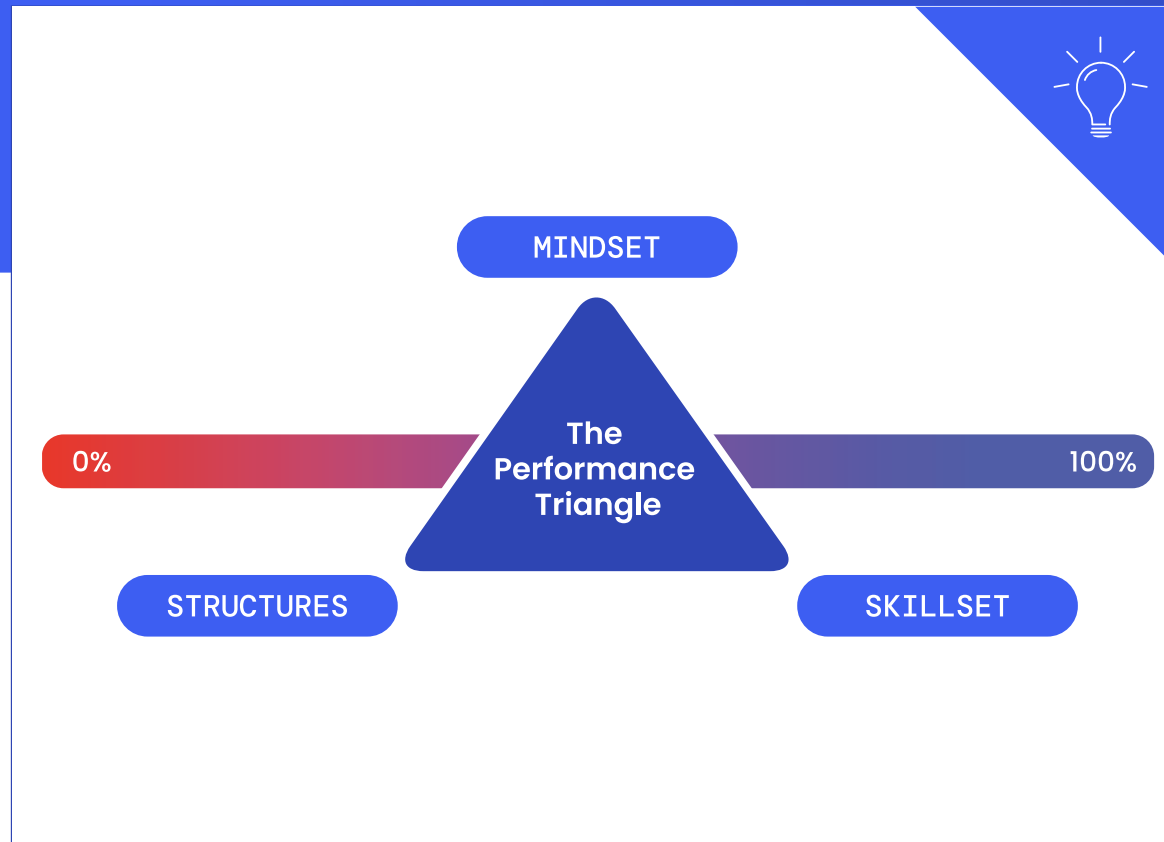 MINDSET
The
Performance
Triangle
0%
100%
STRUCTURES
SKILLSET